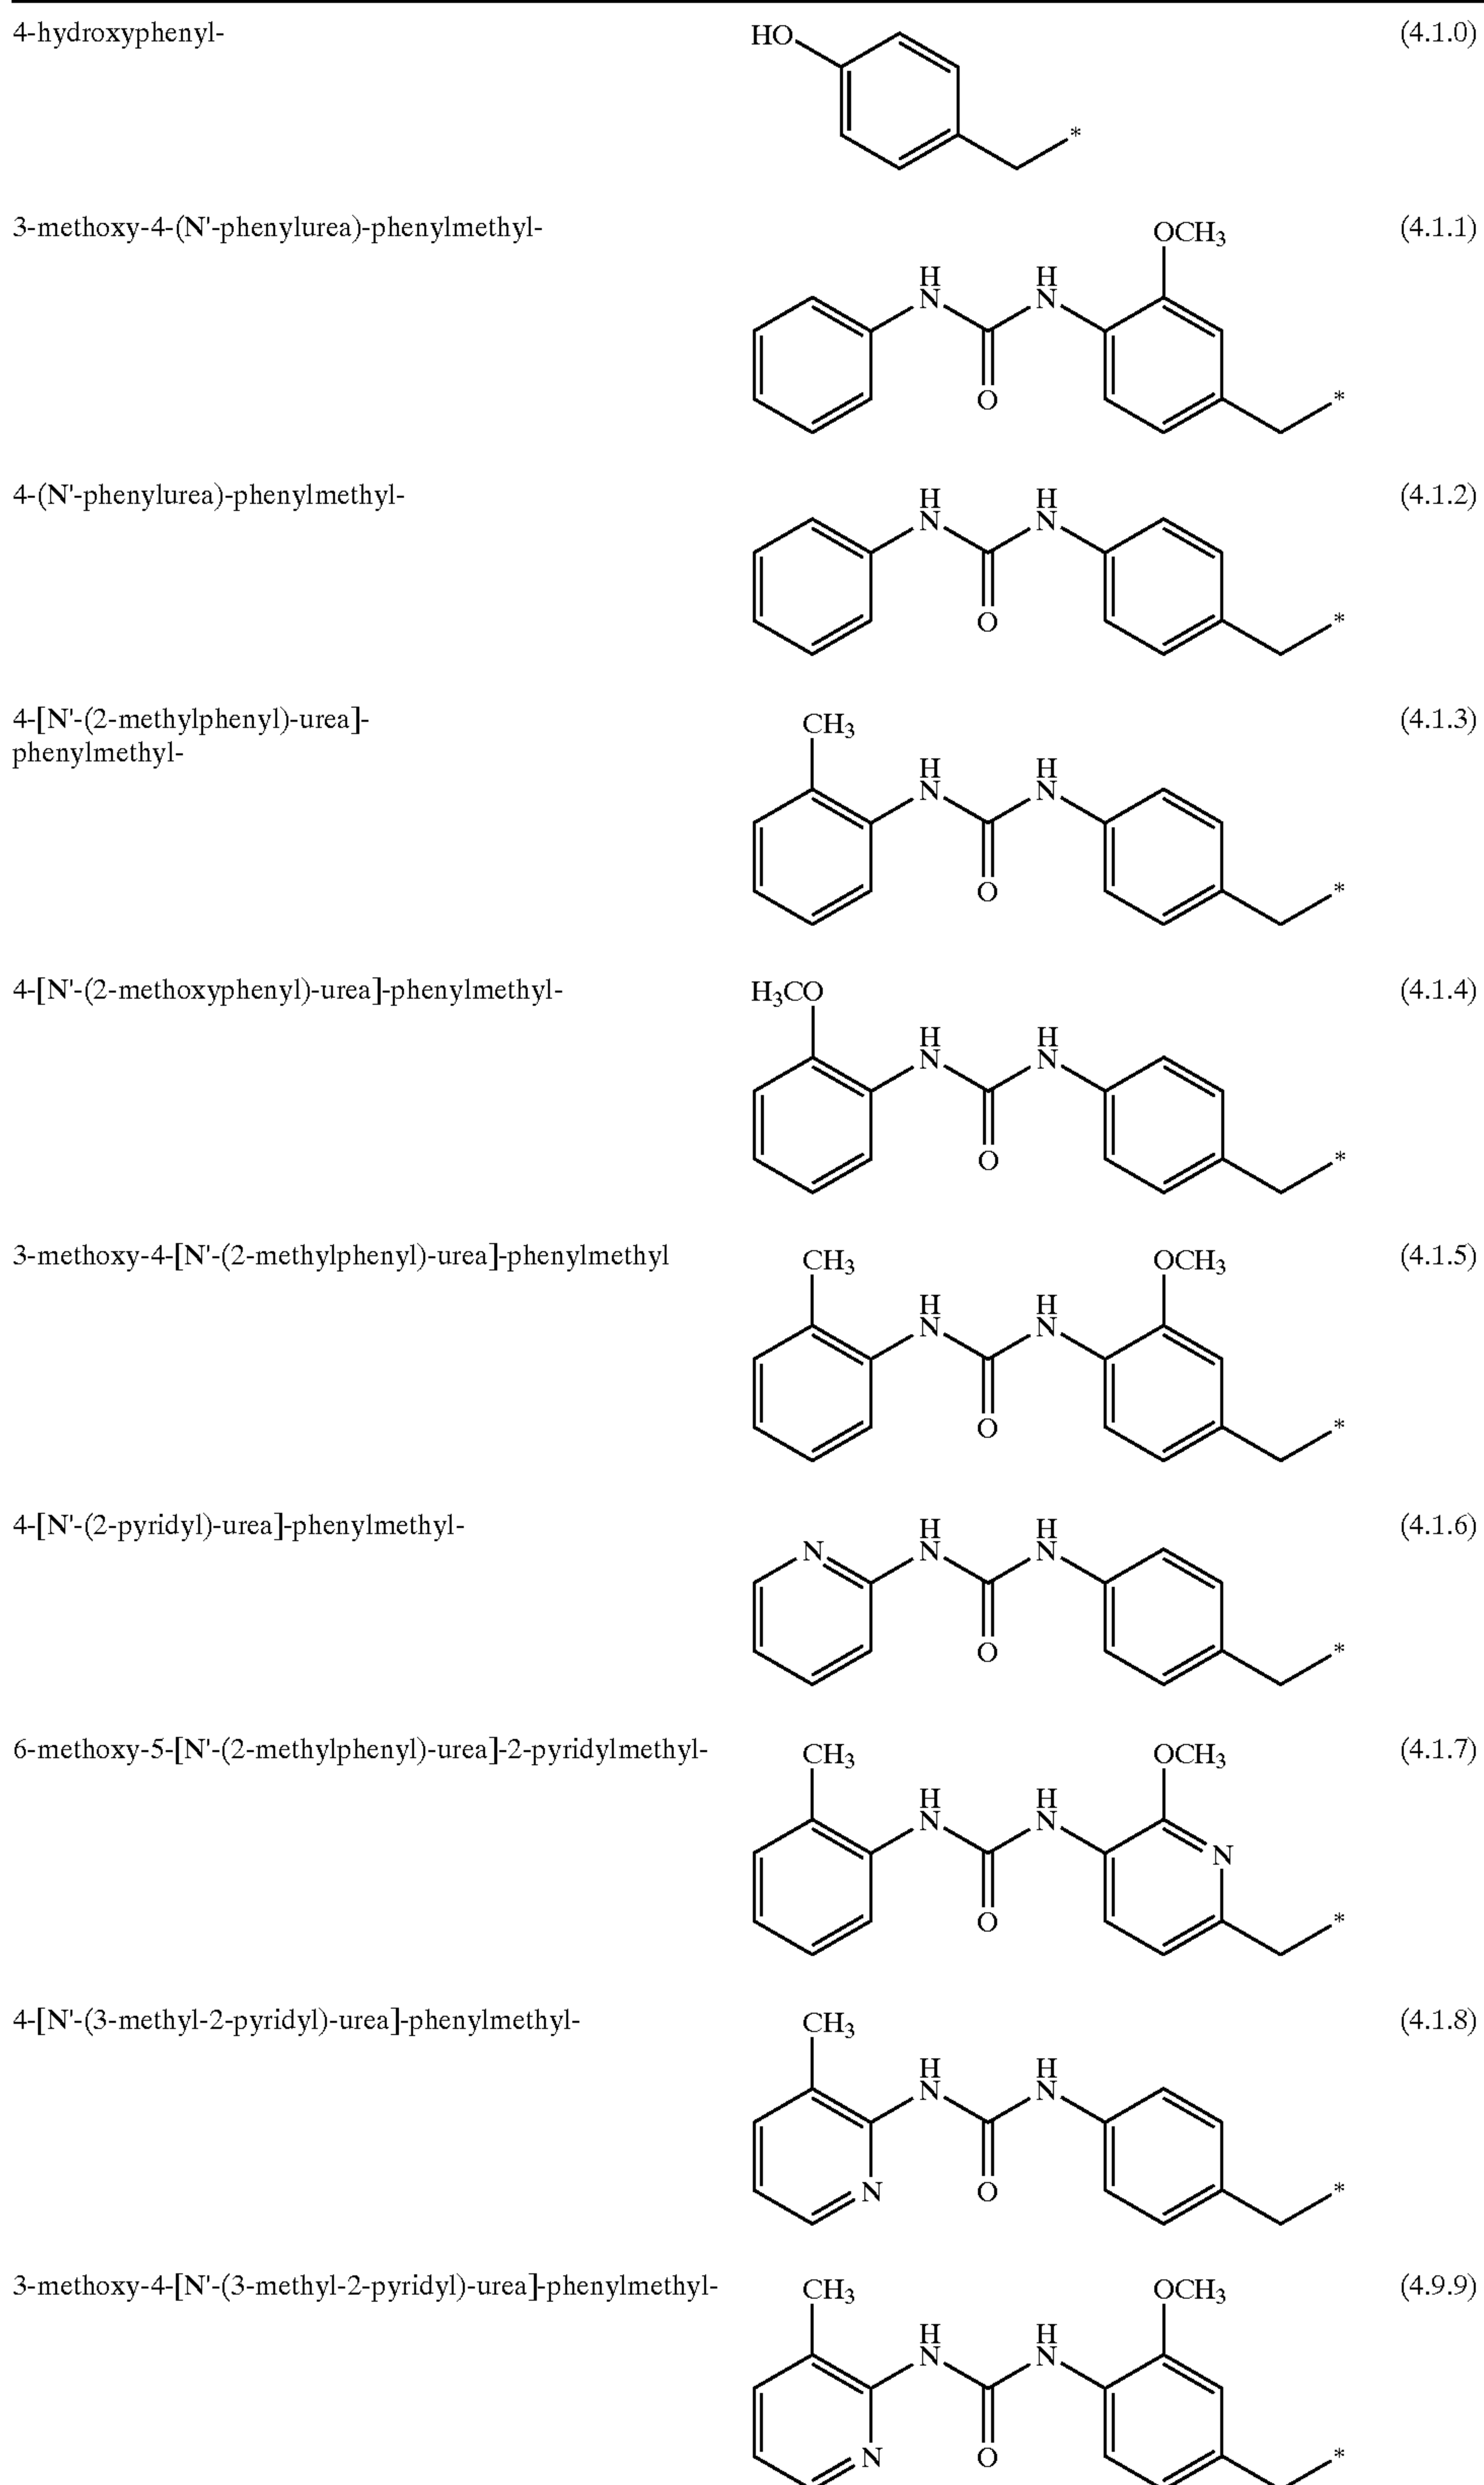 4-hydroxyphenyl-
HO
*
(4.1.0)
3-methoxy-4-(N'-phenylurea)-phenylmethyl-
OCH3
(4.1.1)
H
H
N
N
O
*
4-(N'-phenylurea)-phenylmethyl-
(4.1.2)
H
H
N
N
O
*
4-[N'-(2-methylphenyl)-urea]-
phenylmethyl-
CH3
(4.1.3)
H
H
N
N
O
*
4-[N'-(2-methoxyphenyl)-urea]-phenylmethyl-
H3CO
(4.1.4)
H
H
N
N
O
*
3-methoxy-4-[N'-(2-methylphenyl)-urea]-phenylmethyl
CH3
OCH3
(4.1.5)
H
H
N
N
O
*
4-[N'-(2-pyridyl)-urea]-phenylmethyl-
(4.1.6)
H
H
N
N
N
O
*
6-methoxy-5-[N'-(2-methylphenyl)-urea]-2-pyridylmethyl-
CH3
OCH3
(4.1.7)
H
H
N
N
N
O
*
4-[N'-(3-methyl-2-pyridyl)-urea]-phenylmethyl-
CH3
(4.1.8)
H
H
N
N
N
O
*
3-methoxy-4-[N'-(3-methyl-2-pyridyl)-urea]-phenylmethyl-
CH3
OCH3
(4.9.9)
H
H
N
N
N
O
*